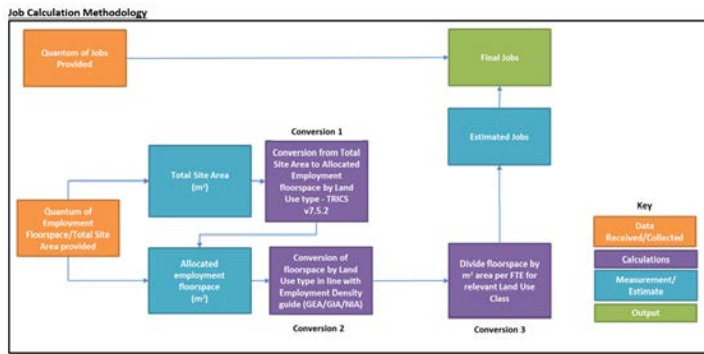 Job Calculation Methodology
Quantum of Jobs
Provided
Final Jobs
Estimated Jobs
Conversion 1
Total Site Area
(m²)
Conversion from Total
Site Area to Allocated
Employment
floorspace by Land
Use type - TRICS
v7.5.2
Quantum of
Employment
Floorspace/Total Site
Area provided
Allocated
employment
floorspace
(m²)
Conversion of
floorspace by Land
Use type in line with
Employment Density
guide (GEA/GIA/NIA)
Conversion 2
Divide floorspace by
m² area per FTE for
relevant Land Use
Class
Conversion 3
Key
Data
Received/Collected
Calculations
Measurement/
Estimate
Output